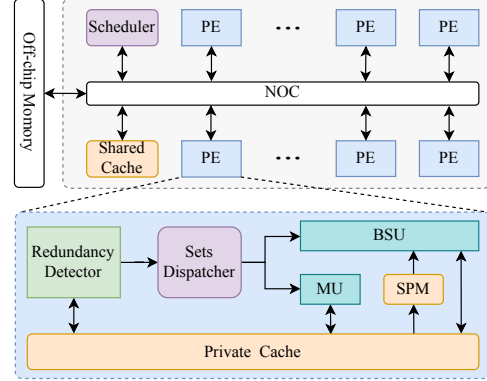 Off-chip Memory
Scheduler
PE
...
PE
PE
NOC
Shared
Cache
PE
...
PE
PE
Redundancy
Detector
Sets
Dispatcher
BSU
MU
SPM
Private Cache